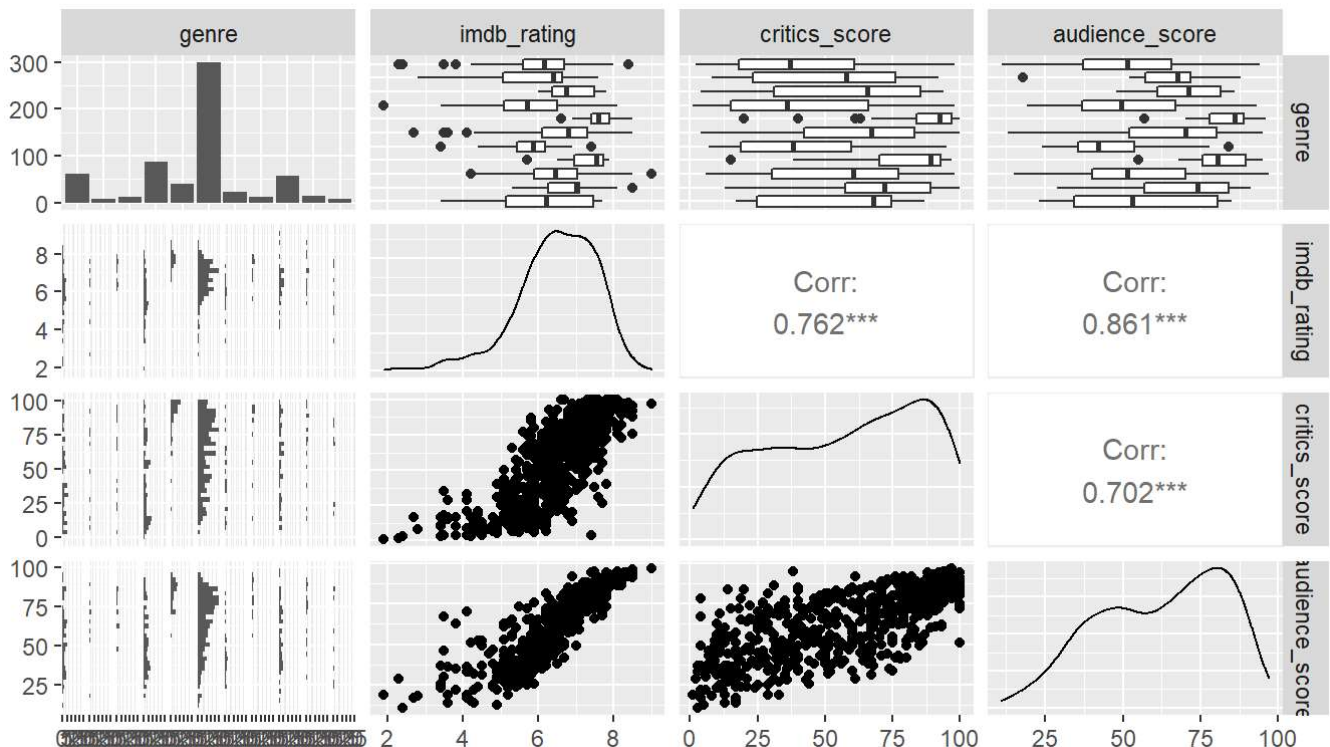 genre
imdb_rating
critics_score
audience_score
300
200
100
0
genre
8
6
4
2
imdb_rating
Corr:
0.762***
Corr:
0.861***
100
75
50
25
0
critics_score
Corr:
0.702***
100
75
50
25
audience_score
2 4 6 8
0 25 50 75 100
25 50 75 100